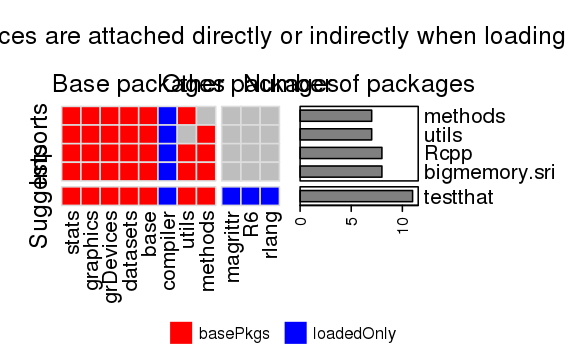 ces are attached directly or indirectly when loading
Base packages
Other packages
Number of packages
Imports
Suggests
methods
utils
Rcpp
bigmemory.sri
testthat
stats
graphics
grDevices
datasets
base
compiler
utils
methods
magrittr
R6
rlang
0
5
10
basePkgs
loadedOnly